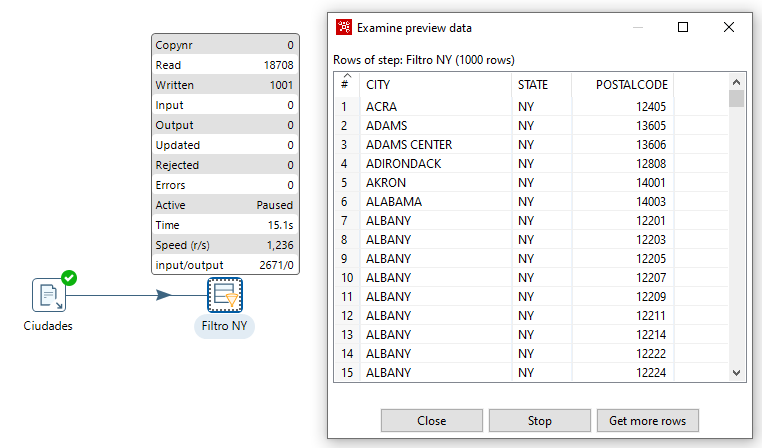 Copynr 0
Read 18708
Written 1001
Input 0
Output 0
Updated 0
Rejected 0
Errors 0
Active Paused
Time 15.1s
Speed (r/s) 1,236
input/output 2671/0
Ciudades
Filtro NY
Examine preview data
Rows of step: Filtro NY (1000 rows)
# CITY STATE POSTALCODE
1 ACRA NY 12405
2 ADAMS NY 13605
3 ADAMS CENTER NY 13606
4 ADIRONDACK NY 12808
5 AKRON NY 14001
6 ALABAMA NY 14003
7 ALBANY NY 12201
8 ALBANY NY 12203
9 ALBANY NY 12205
10 ALBANY NY 12207
11 ALBANY NY 12209
12 ALBANY NY 12211
13 ALBANY NY 12214
14 ALBANY NY 12222
15 ALBANY NY 12224
Close Stop Get more rows